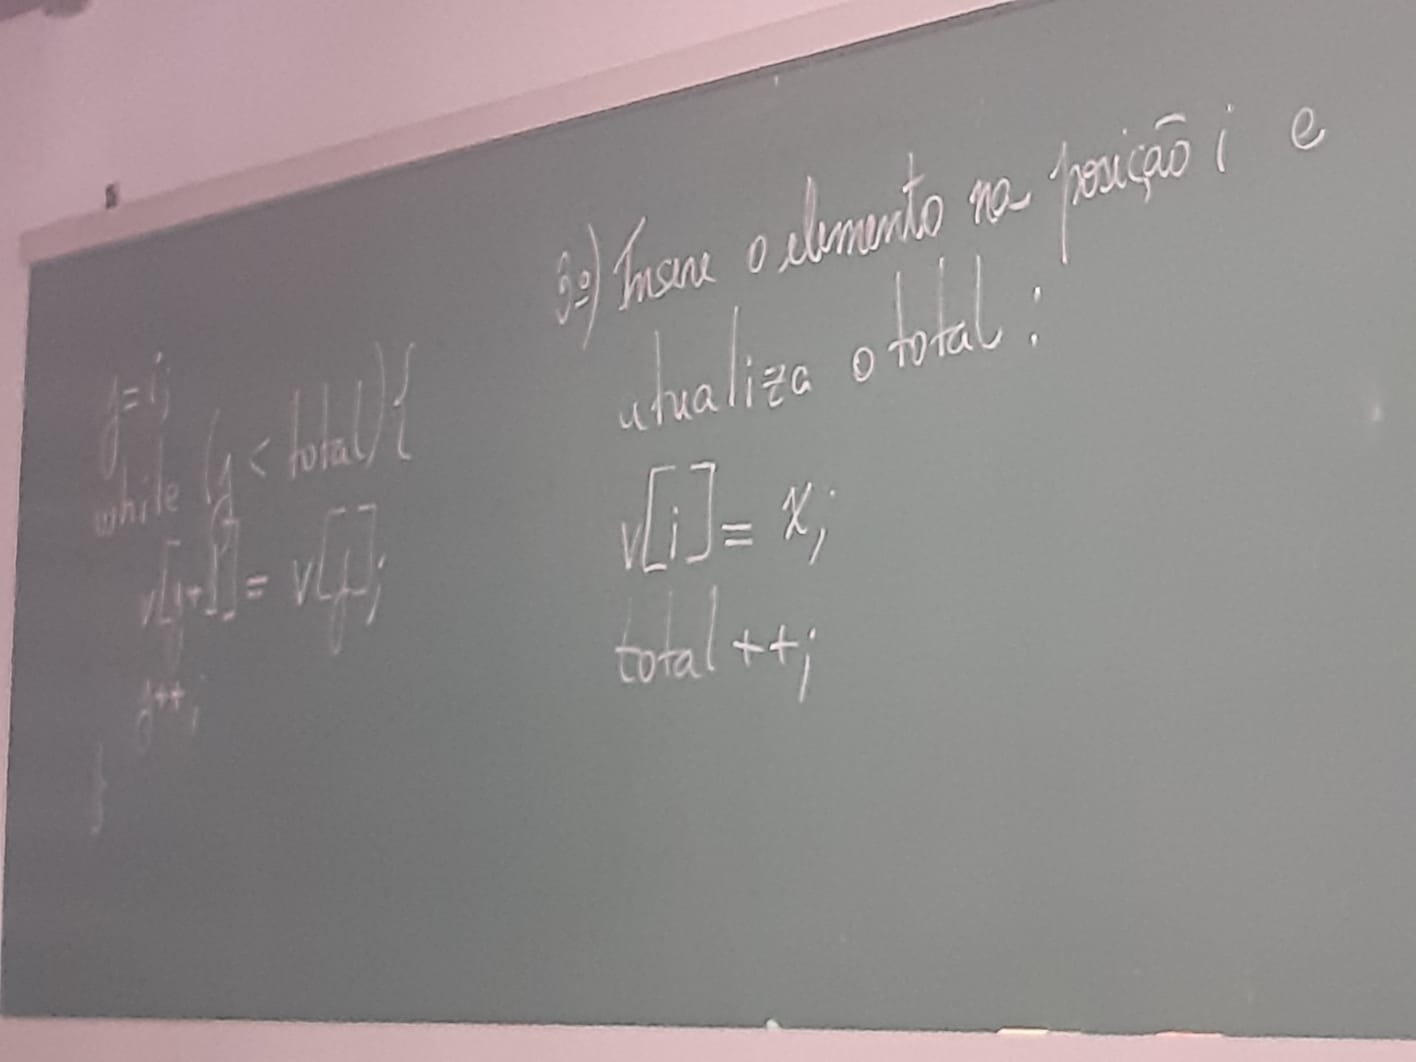 j=i;
while (j < total) {
v[j+1] = v[j];
j++;
}
3º) Insere o elemento na posição i e
atualiza o total:
v[i] = x;
total++;